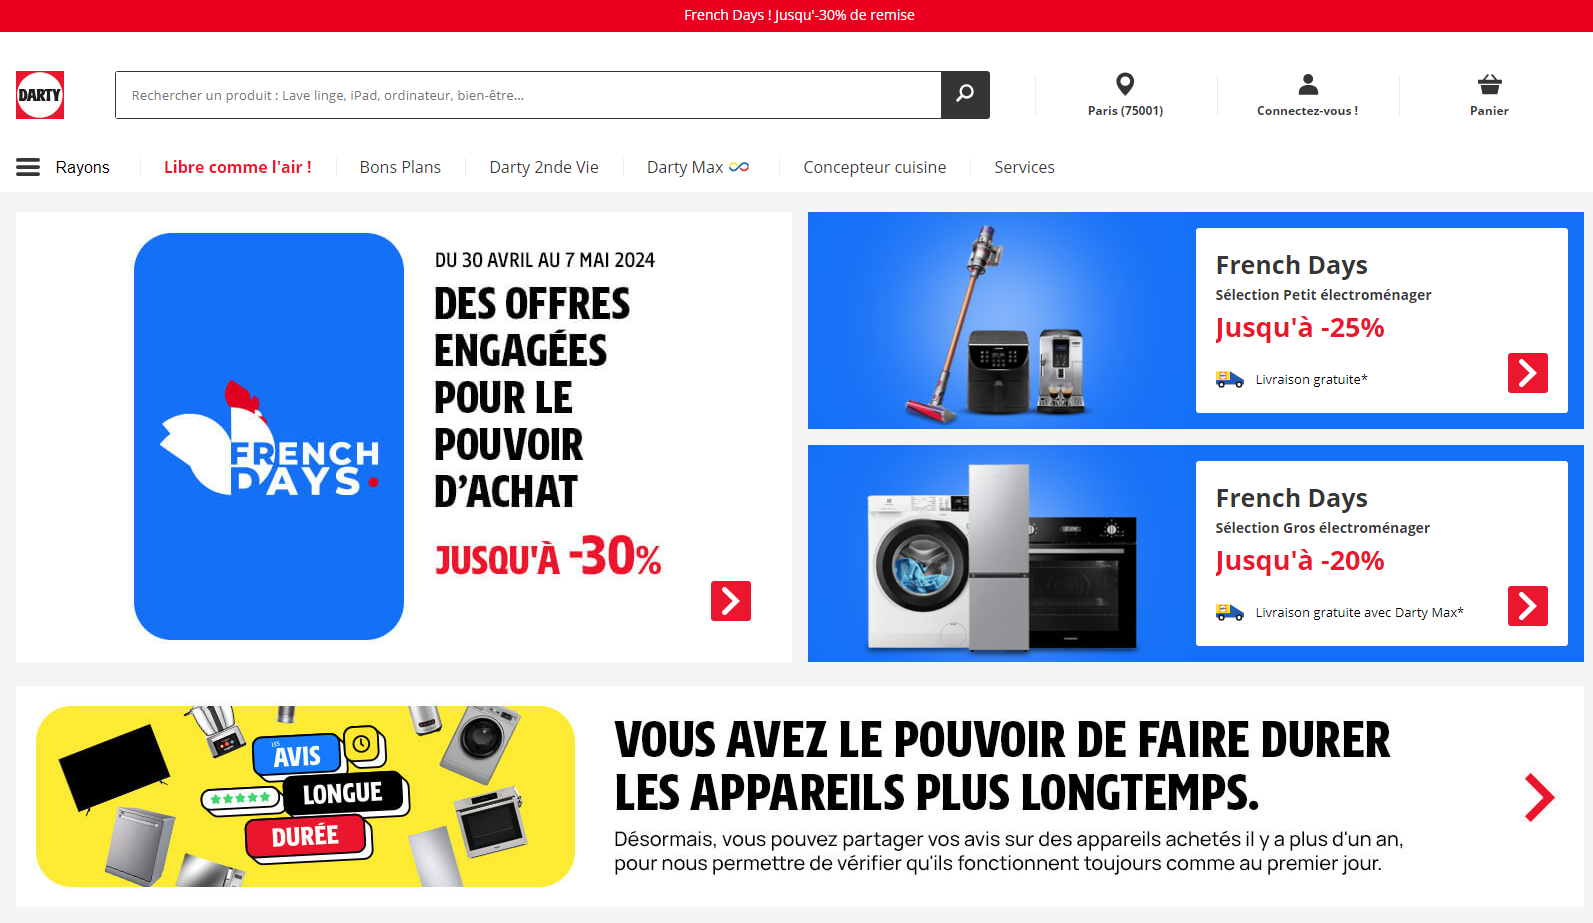 French Days ! Jusqu'-30% de remise
DARTY
Rechercher un produit : Lave linge, iPad, ordinateur, bien-être...
Paris (75001)
Connectez-vous !
Panier
Rayons
Libre comme l'air !
Bons Plans
Darty 2nde Vie
Darty Max
Concepteur cuisine
Services
FRENCH
DAYS
DU 30 AVRIL AU 7 MAI 2024
DES OFFRES
ENGAGÉES
POUR LE
POUVOIR
D'ACHAT
JUSQU'À -30%
French Days
Sélection Petit électroménager
Jusqu'à -25%
Livraison gratuite*
French Days
Sélection Gros électroménager
Jusqu'à -20%
Livraison gratuite avec Darty Max*
LES
AVIS
LONGUE
DURÉE
VOUS AVEZ LE POUVOIR DE FAIRE DURER
LES APPAREILS PLUS LONGTEMPS.
Désormais, vous pouvez partager vos avis sur des appareils achetés il y a plus d'un an,
pour nous permettre de vérifier qu'ils fonctionnent toujours comme au premier jour.